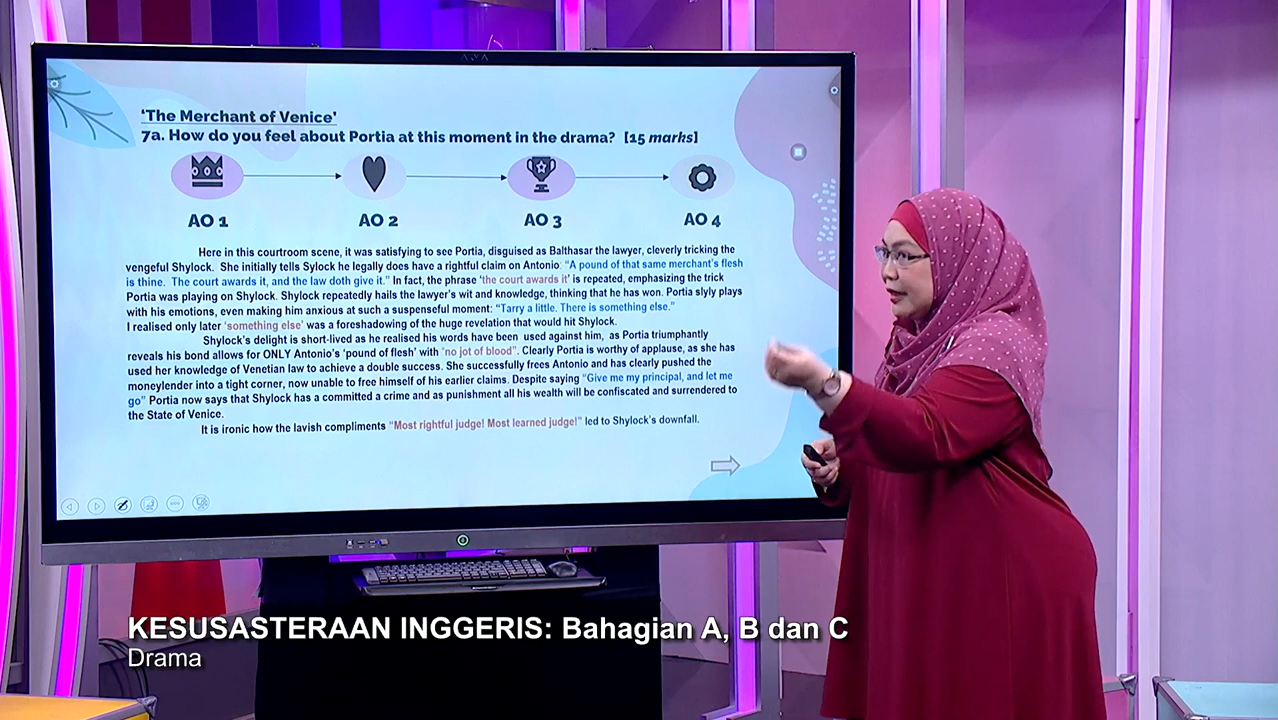 'The Merchant of Venice'
7a. How do you feel about Portia at this moment in the drama? [15 marks]
AO 1 AO 2 AO 3 AO 4
Here in this courtroom scene, it was satisfying to see Portia, disguised as Balthasar the lawyer, cleverly tricking the
vengeful Shylock. She initially tells Sylock he legally does have a rightful claim on Antonio: “A pound of that same merchant’s flesh
is thine. The court awards it, and the law doth give it.” In fact, the phrase ‘the court awards it’ is repeated, emphasizing the trick
Portia was playing on Shylock. Shylock repeatedly hails the lawyer’s wit and knowledge, thinking that he has won. Portia slyly plays
with his emotions, even making him anxious at such a suspenseful moment: “Tarry a little. There is something else.”
I realised only later ‘something else’ was a foreshadowing of the huge revelation that would hit Shylock.
Shylock’s delight is short-lived as he realised his words have been used against him, as Portia triumphantly
reveals his bond allows for ONLY Antonio’s ‘pound of flesh’ with “no jot of blood”. Clearly Portia is worthy of applause, as she has
used her knowledge of Venetian law to achieve a double success. She successfully frees Antonio and has clearly pushed the
moneylender into a tight corner, now unable to free himself of his earlier claims. Despite saying “Give me my principal, and let me
go” Portia now says that Shylock has a committed a crime and as punishment all his wealth will be confiscated and surrendered to
the State of Venice.
It is ironic how the lavish compliments “Most rightful judge! Most learned judge!” led to Shylock’s downfall.
KESUSASTERAAN INGGERIS: Bahagian A, B dan C
Drama